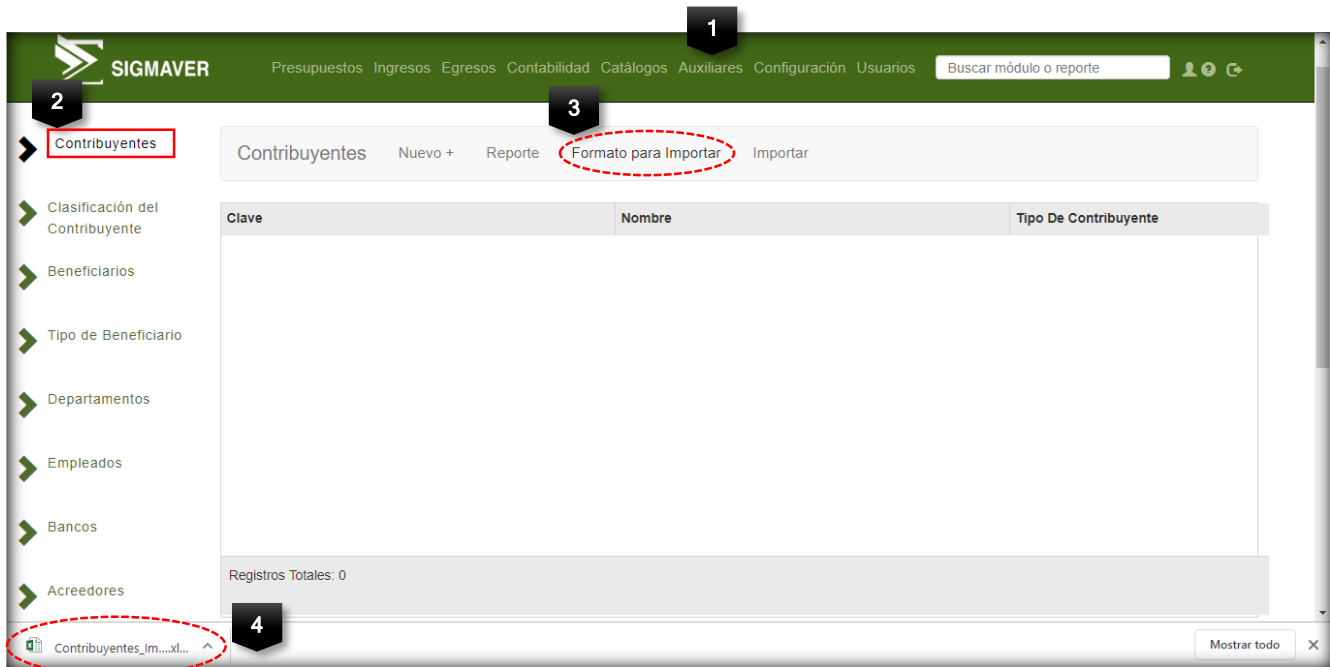 1
SIGMAVER
Presupuestos Ingresos Egresos Contabilidad Catálogos Auxiliares Configuración Usuarios
Buscar módulo o reporte
2
3
Contribuyentes
Contribuyentes Nuevo + Reporte Formato para Importar Importar
Clasificación del
Contribuyente
Clave Nombre Tipo De Contribuyente
Beneficiarios
Tipo de Beneficiario
Departamentos
Empleados
Bancos
Acreedores
Registros Totales: 0
4
Contribuyentes_Im....xl...
Mostrar todo